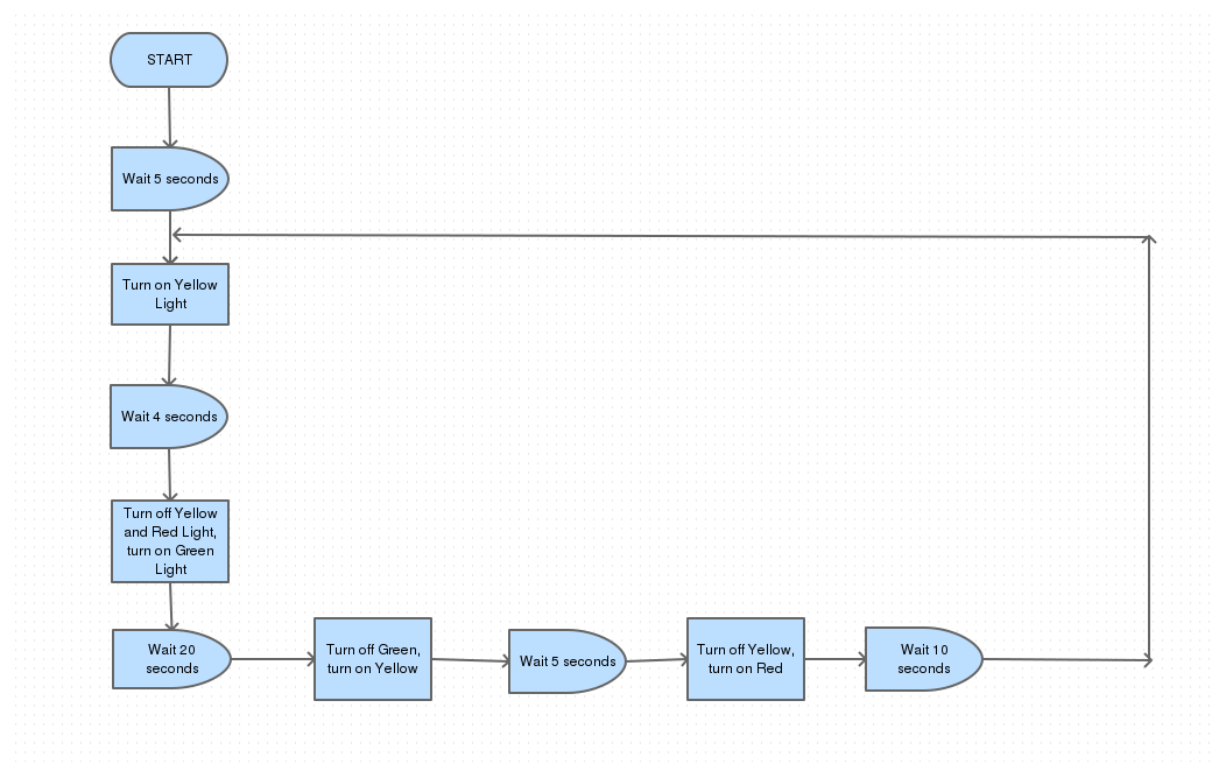 START
Wait 5 seconds
Turn on Yellow
Light
Wait 4 seconds
Turn off Yellow
and Red Light,
turn on Green
Light
Wait 20
seconds
Turn off Green,
turn on Yellow
Wait 5 seconds
Turn off Yellow,
turn on Red
Wait 10
seconds